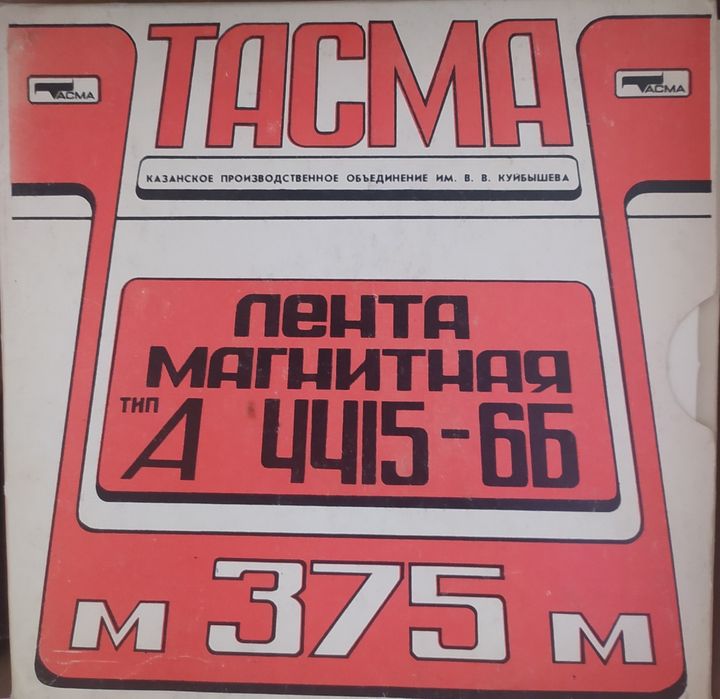 ТАСМА
ТАСМА
ТАСМА
КАЗАНСКОЕ ПРОИЗВОДСТВЕННОЕ ОБЪЕДИНЕНИЕ ИМ. В. В. КУЙБЫШЕВА
ЛЕНТА
МАГНИТНАЯ
ТИП А 4415-6Б
М 375 М